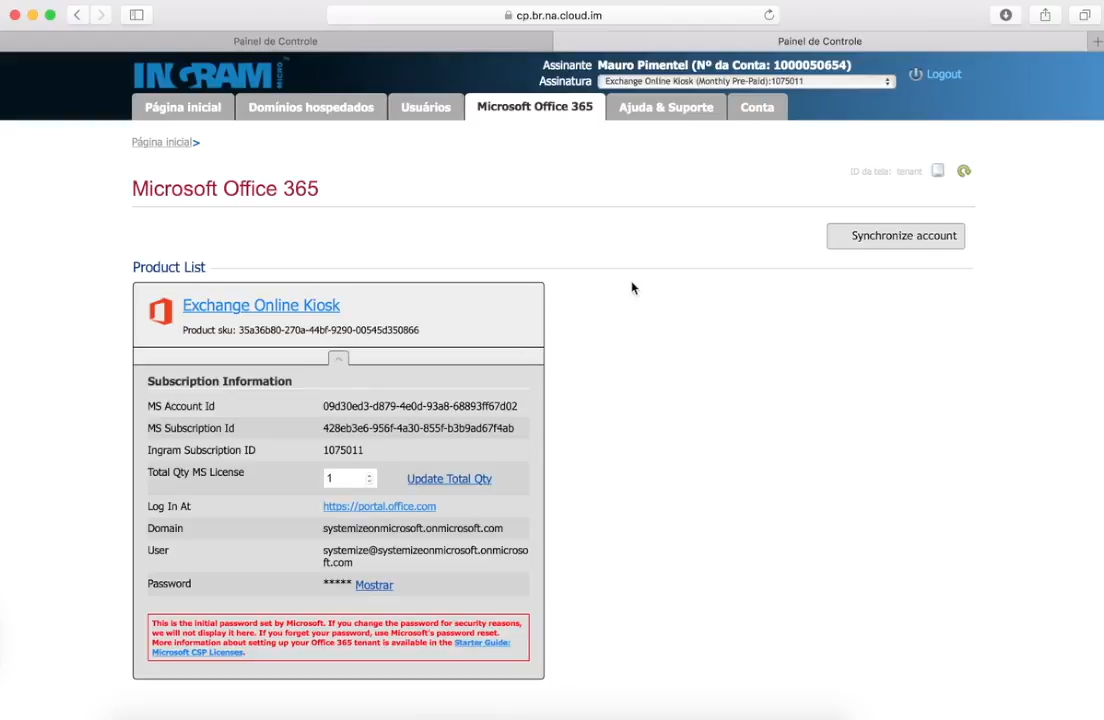 cp.br.na.cloud.im
Painel de Controle
Painel de Controle
INGRAM MICRO
Assinante Mauro Pimentel (Nº da Conta: 1000050654)
Assinatura Exchange Online Kiosk (Monthly Pre-Paid):1075011
Logout
Página inicial
Domínios hospedados
Usuários
Microsoft Office 365
Ajuda & Suporte
Conta
Página inicial>
ID da tela: tenant
Microsoft Office 365
Synchronize account
Product List
Exchange Online Kiosk
Product sku: 35a36b80-270a-44bf-9290-00545d350866
Subscription Information
MS Account Id 09d30ed3-d879-4e0d-93a8-68893ff67d02
MS Subscription Id 428eb3e6-956f-4a30-855f-b3b9ad67f4ab
Ingram Subscription ID 1075011
Total Qty MS License 1 Update Total Qty
Log In At https://portal.office.com
Domain systemizeonmicrosoft.onmicrosoft.com
User systemize@systemizeonmicrosoft.onmicroso
ft.com
Password ***** Mostrar
This is the initial password set by Microsoft. If you change the password for security reasons,
we will not display it here. If you forget your password, use Microsoft's password reset.
More information about setting up your Office 365 tenant is available in the Starter Guide:
Microsoft CSP Licenses.